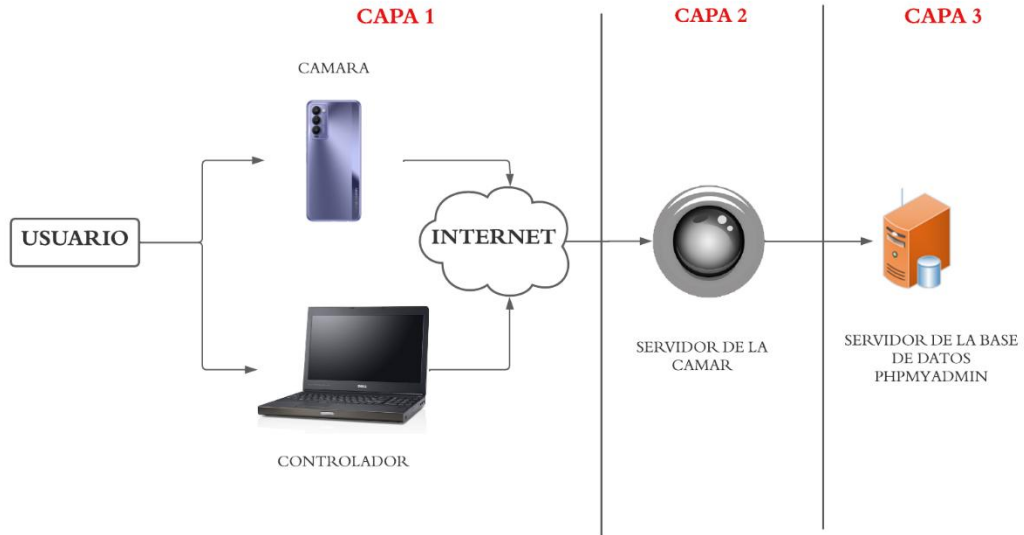 CAPA 1
CAPA 2
CAPA 3
CAMARA
USUARIO
INTERNET
CONTROLADOR
SERVIDOR DE LA
CAMAR
SERVIDOR DE LA BASE
DE DATOS
PHPMYADMIN